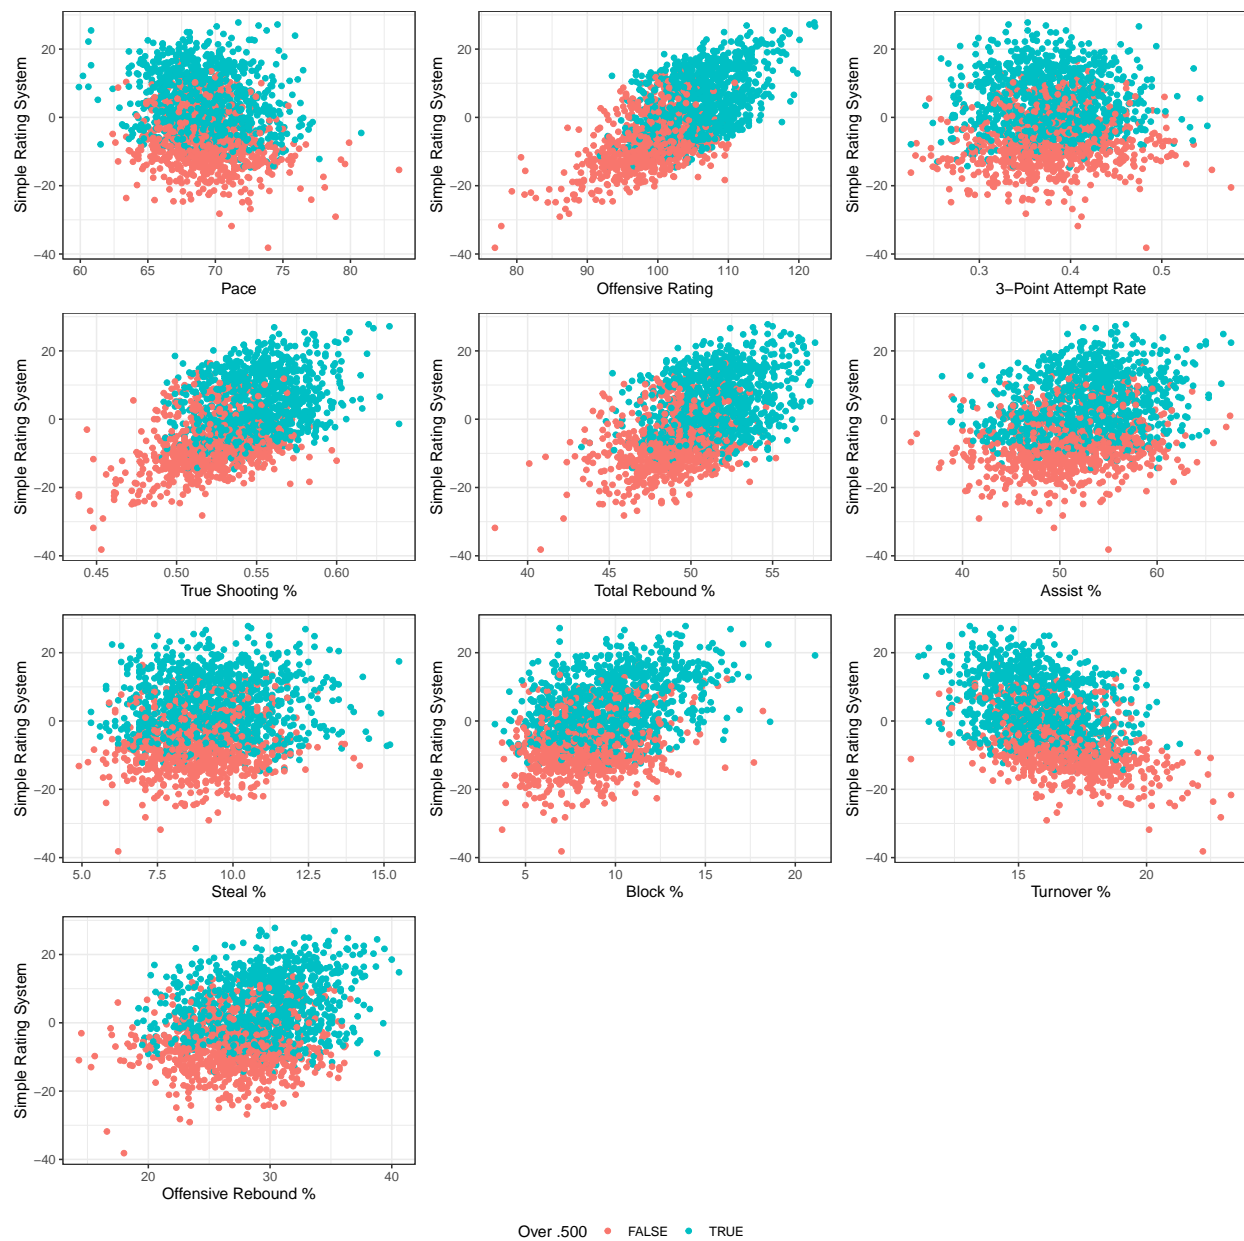 Simple Rating System
20
0
−20
−40
60 65 70 75 80
Pace
Simple Rating System
20
0
−20
−40
80 90 100 110 120
Offensive Rating
Simple Rating System
20
0
−20
−40
0.3 0.4 0.5
3−Point Attempt Rate
Simple Rating System
20
0
−20
−40
0.45 0.50 0.55 0.60
True Shooting %
Simple Rating System
20
0
−20
−40
40 45 50 55
Total Rebound %
Simple Rating System
20
0
−20
−40
40 50 60
Assist %
Simple Rating System
20
0
−20
−40
5.0 7.5 10.0 12.5 15.0
Steal %
Simple Rating System
20
0
−20
−40
5 10 15 20
Block %
Simple Rating System
20
0
−20
−40
15 20
Turnover %
Simple Rating System
20
0
−20
−40
20 30 40
Offensive Rebound %
Over .500 FALSE TRUE